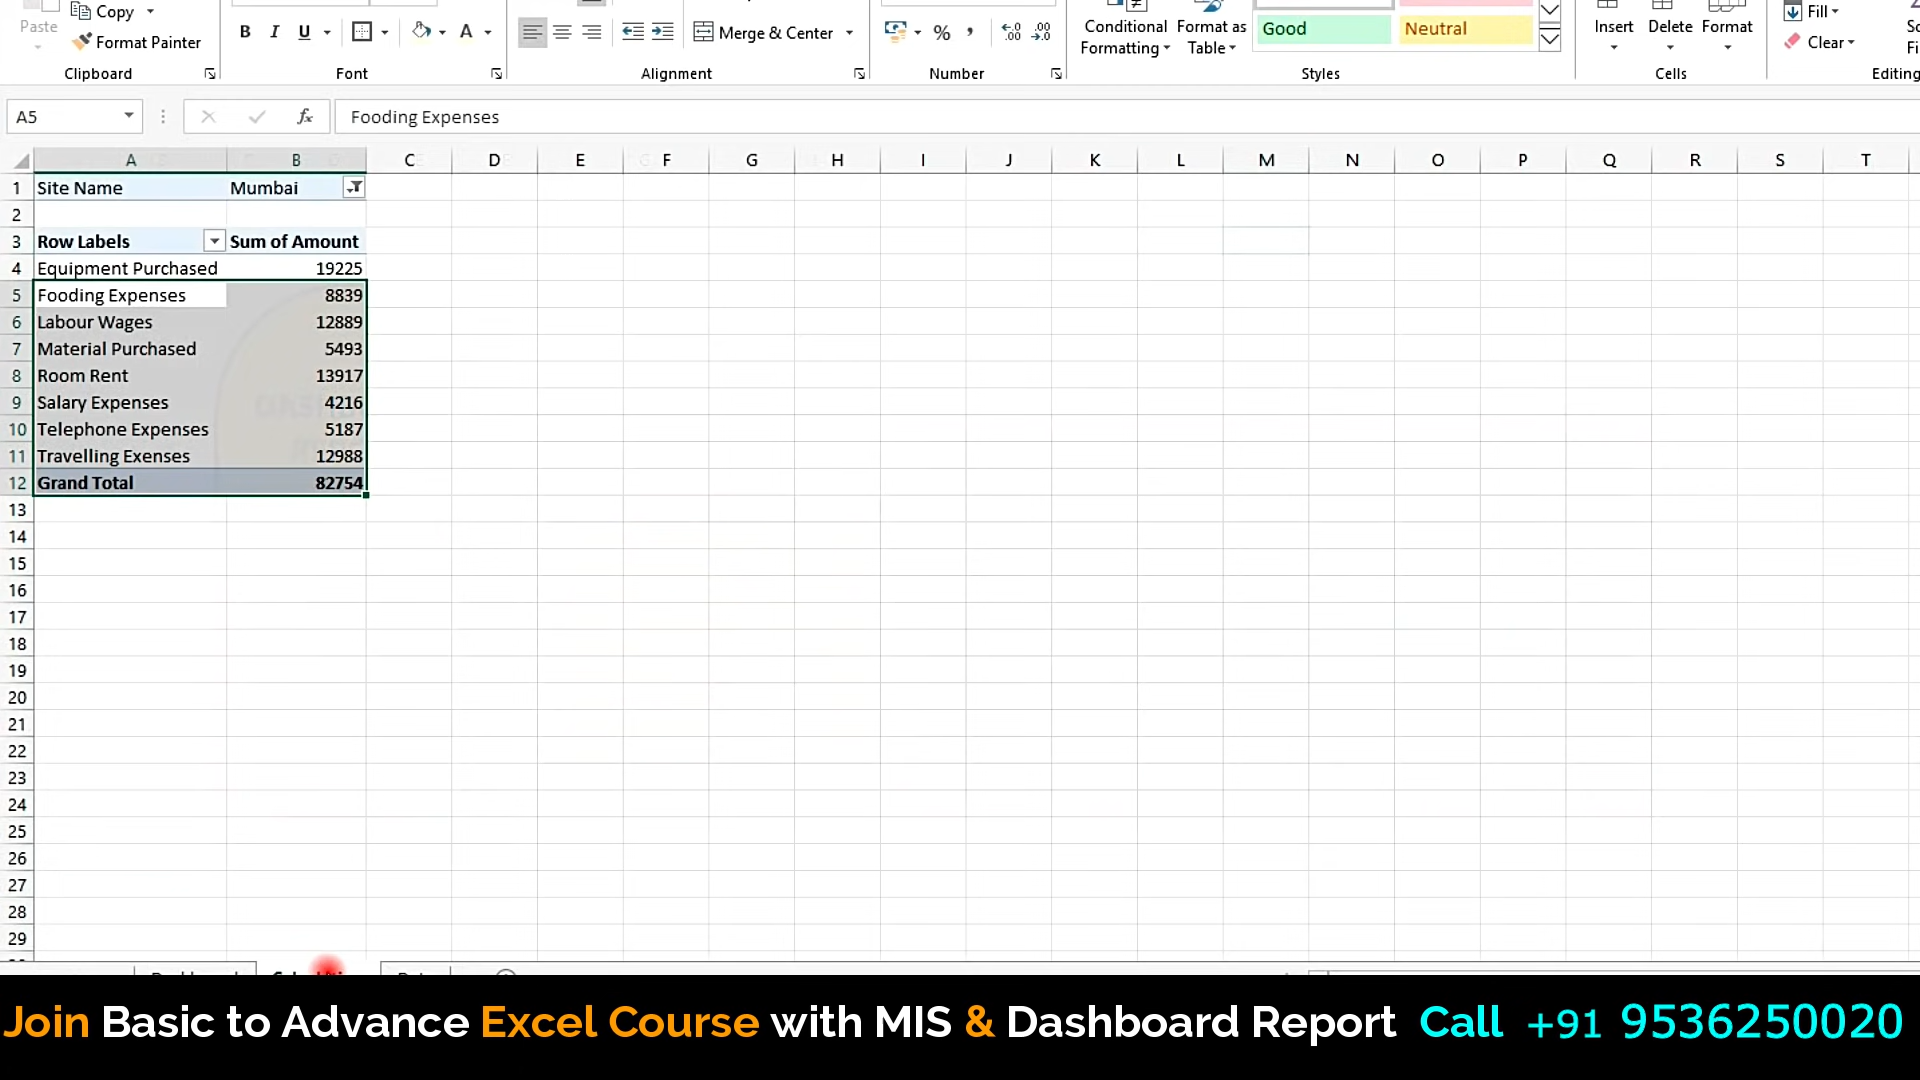 Paste
Copy
Format Painter
Clipboard
B I U
A
Font
Merge & Center
Alignment
%
Number
Conditional
Formatting
Format as
Table
Good
Neutral
Styles
Insert
Delete
Format
Cells
Fill
Clear
Editing
A5
fx
Fooding Expenses
A B C D E F G H I J K L M N O P Q R S T
1 Site Name Mumbai
2
3 Row Labels Sum of Amount
4 Equipment Purchased 19225
5 Fooding Expenses 8839
6 Labour Wages 12889
7 Material Purchased 5493
8 Room Rent 13917
9 Salary Expenses 4216
10 Telephone Expenses 5187
11 Travelling Exenses 12988
12 Grand Total 82754
13
14
15
16
17
18
19
20
21
22
23
24
25
26
27
28
29
Join Basic to Advance Excel Course with MIS & Dashboard Report Call +91 9536250020